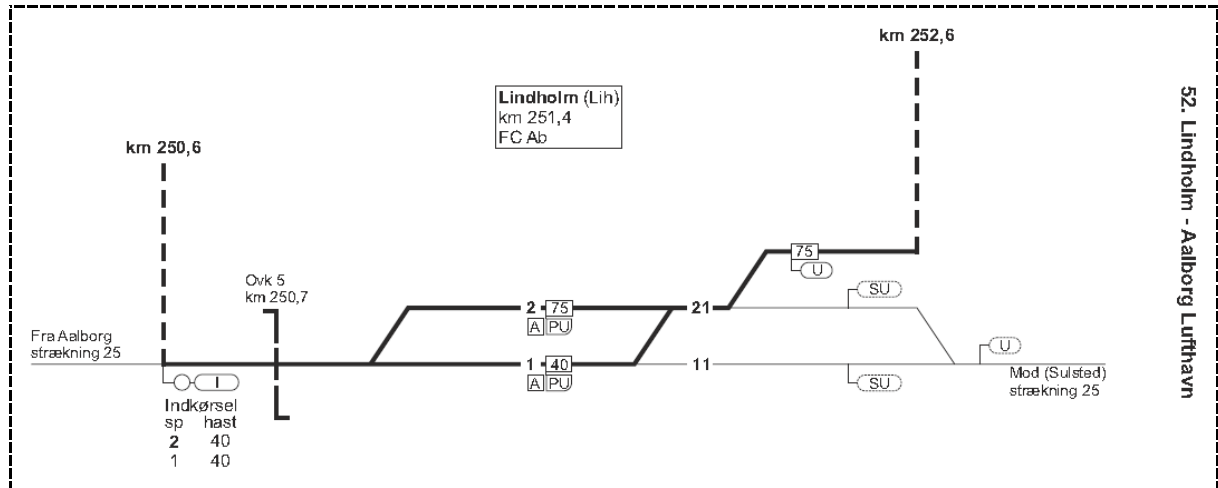 km 252,6
Lindholm (Lih)
km 251,4
FC Ab
km 250,6
52. Lindholm - Aalborg Lufthavn
75
U
Ovk 5
km 250,7
2 75
A PU
21
SU
Fra Aalborg
strækning 25
1 40
A PU
11
SU
U
Mod (Sulsted)
strækning 25
I
Indkørsel
sp hast
2 40
1 40